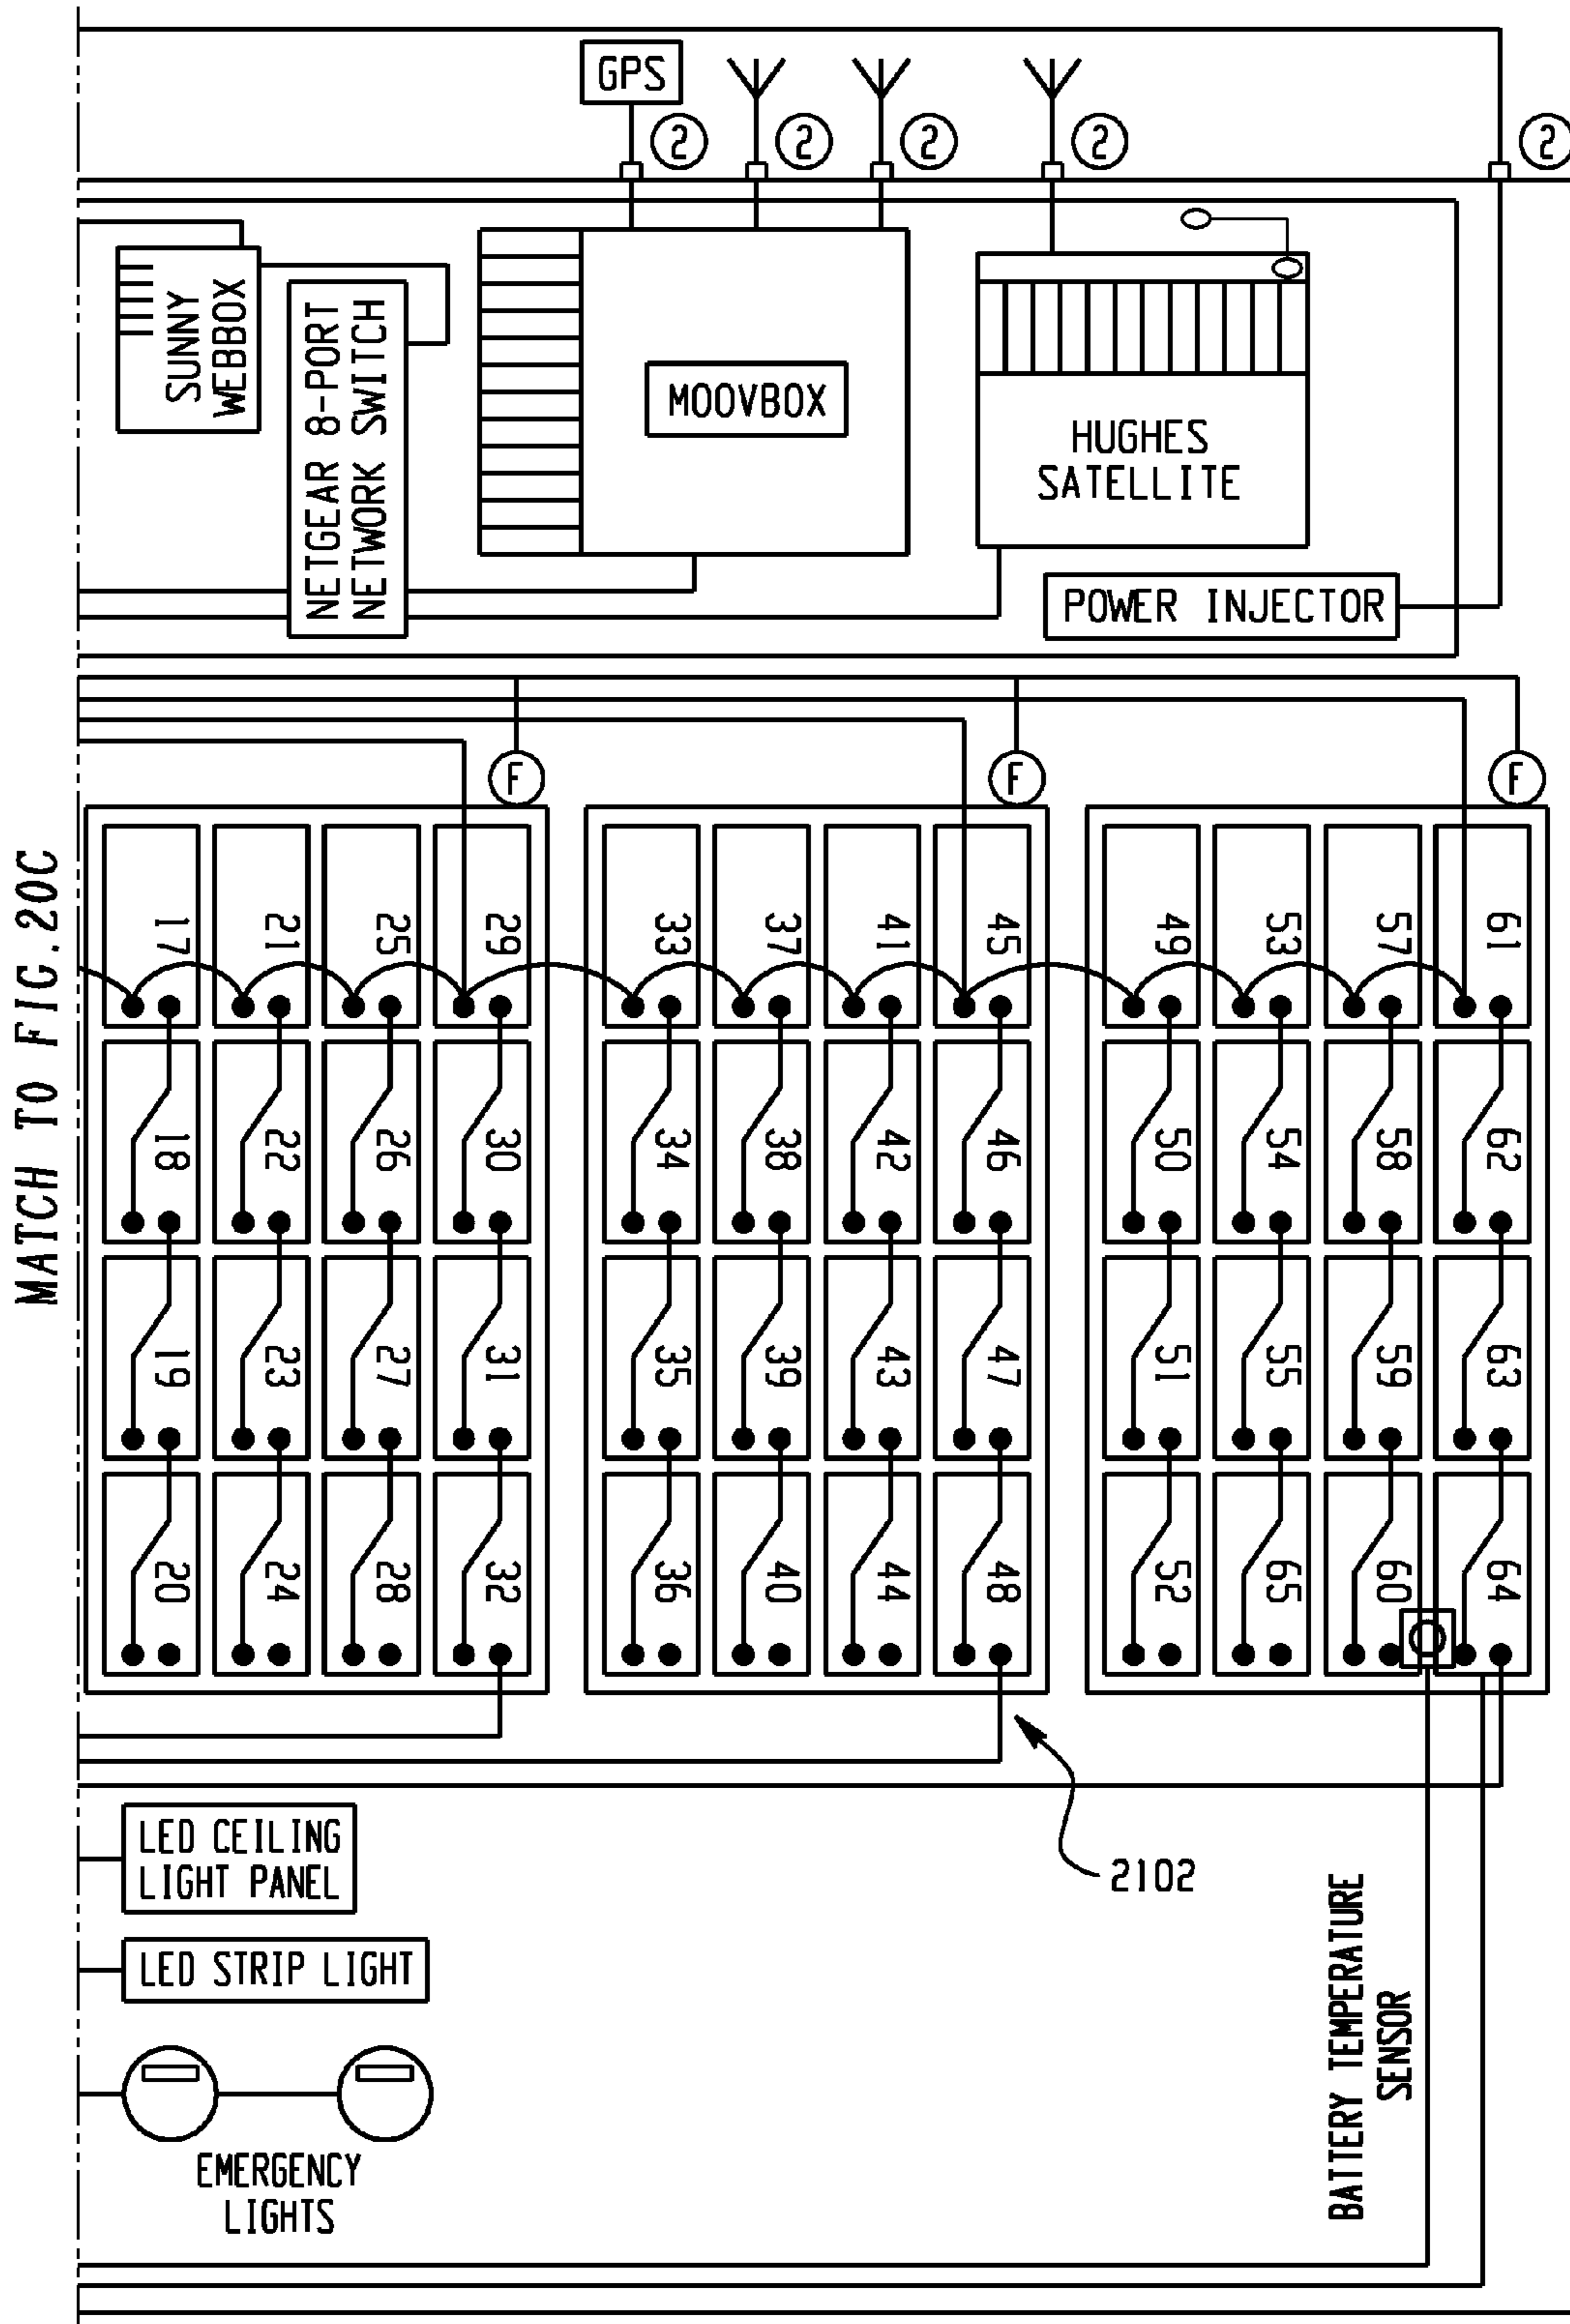 GPS
2
2
2
2
2
SUNNY
WEBBOX
NETGEAR 8-PORT
NETWORK SWITCH
MOOVBOX
HUGHES
SATELLITE
POWER INJECTOR
F
F
F
MATCH TO FIG.20C
17 21 25 29 33 37 41 45 49 53 57 61
18 22 26 30 34 38 42 46 50 54 58 62
19 23 27 31 35 39 43 47 51 55 59 63
20 24 28 32 36 40 44 48 52 65 60 64
2102
LED CEILING
LIGHT PANEL
LED STRIP LIGHT
EMERGENCY
LIGHTS
BATTERY TEMPERATURE
SENSOR